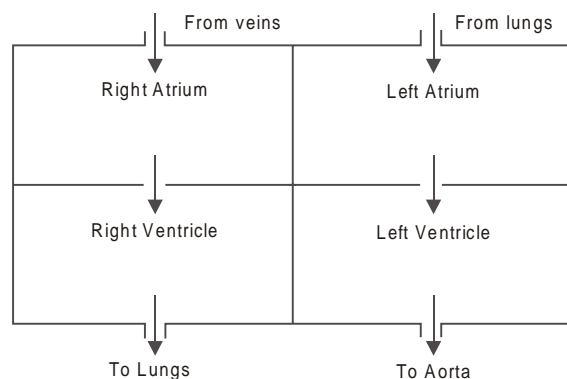 From veins
From lungs
Right Atrium
Left Atrium
Right Ventricle
Left Ventricle
To Lungs
To Aorta